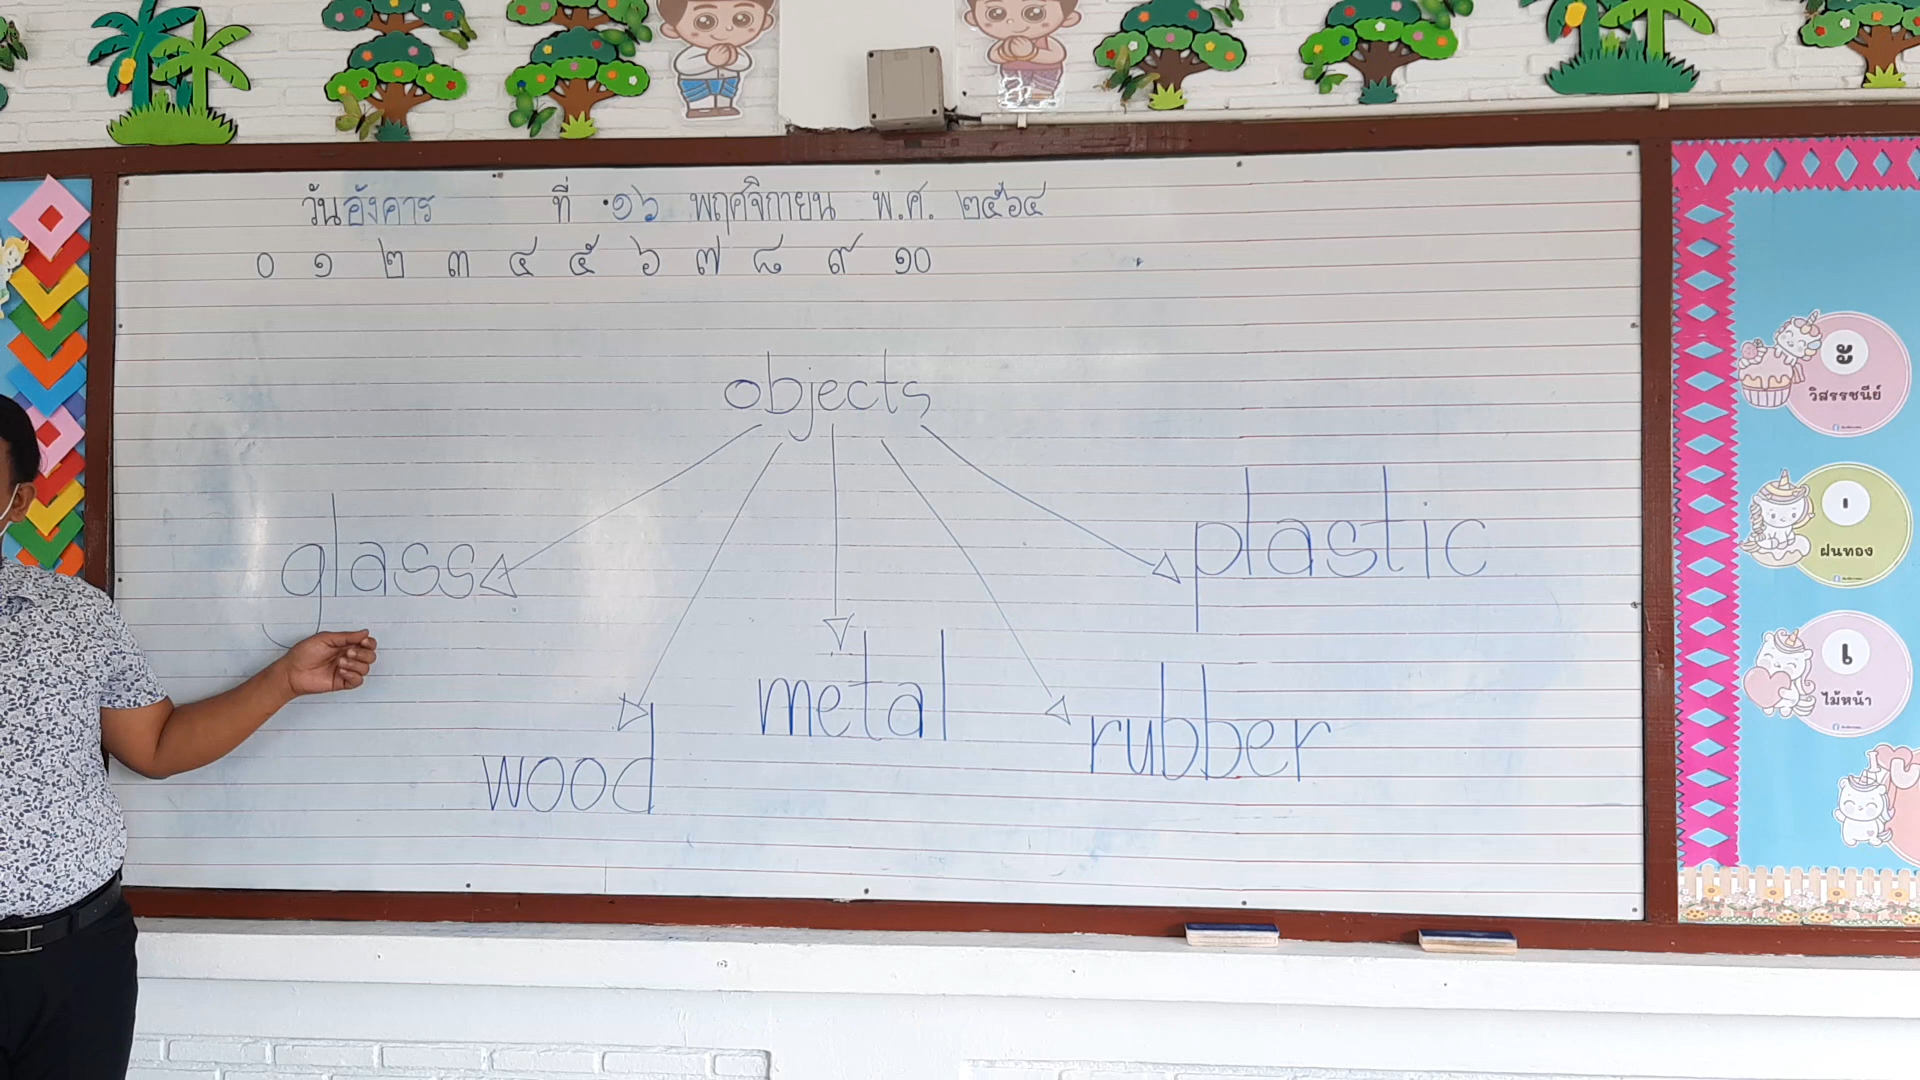 วันอังคาร ที่ ๑๖ พฤศจิกายน พ.ศ. ๒๕๖๔
๐ ๑ ๒ ๓ ๔ ๕ ๖ ๗ ๘ ๙ ๑๐
objects
glass
plastic
wood
metal
rubber
ะ
วิสรรชนีย์
ฝนทอง
เ
ไม้หน้า